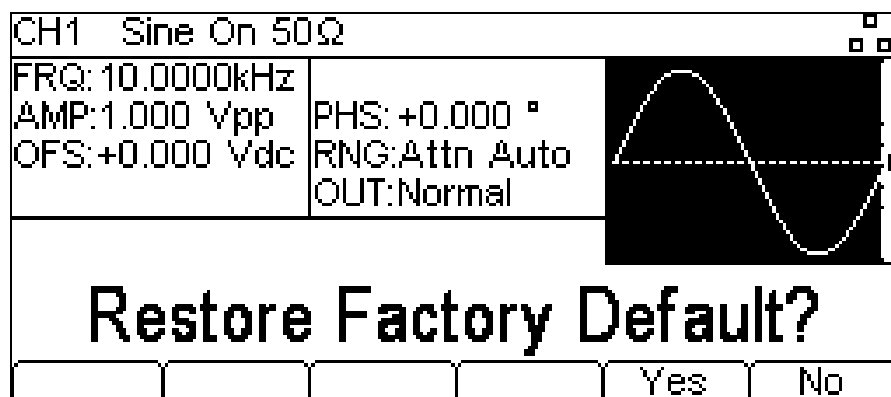 CH1 Sine On 50Ω
FRQ:10.0000kHz
AMP:1.000 Vpp
OFS:+0.000 Vdc
PHS:+0.000 °
RNG:Attn Auto
OUT:Normal
Restore Factory Default?
Yes No